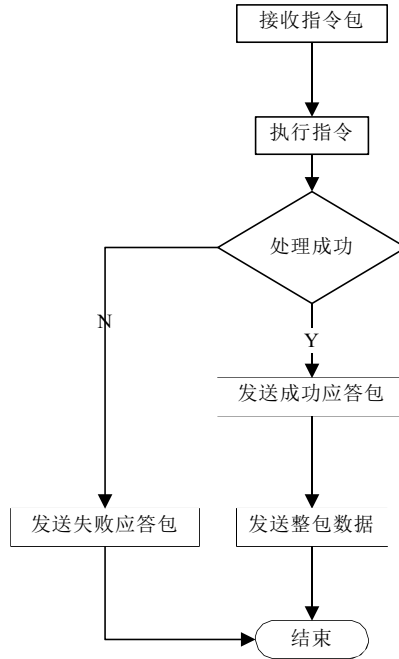 接收指令包
执行指令
处理成功
N
Y
发送成功应答包
发送失败应答包
发送整包数据
结束